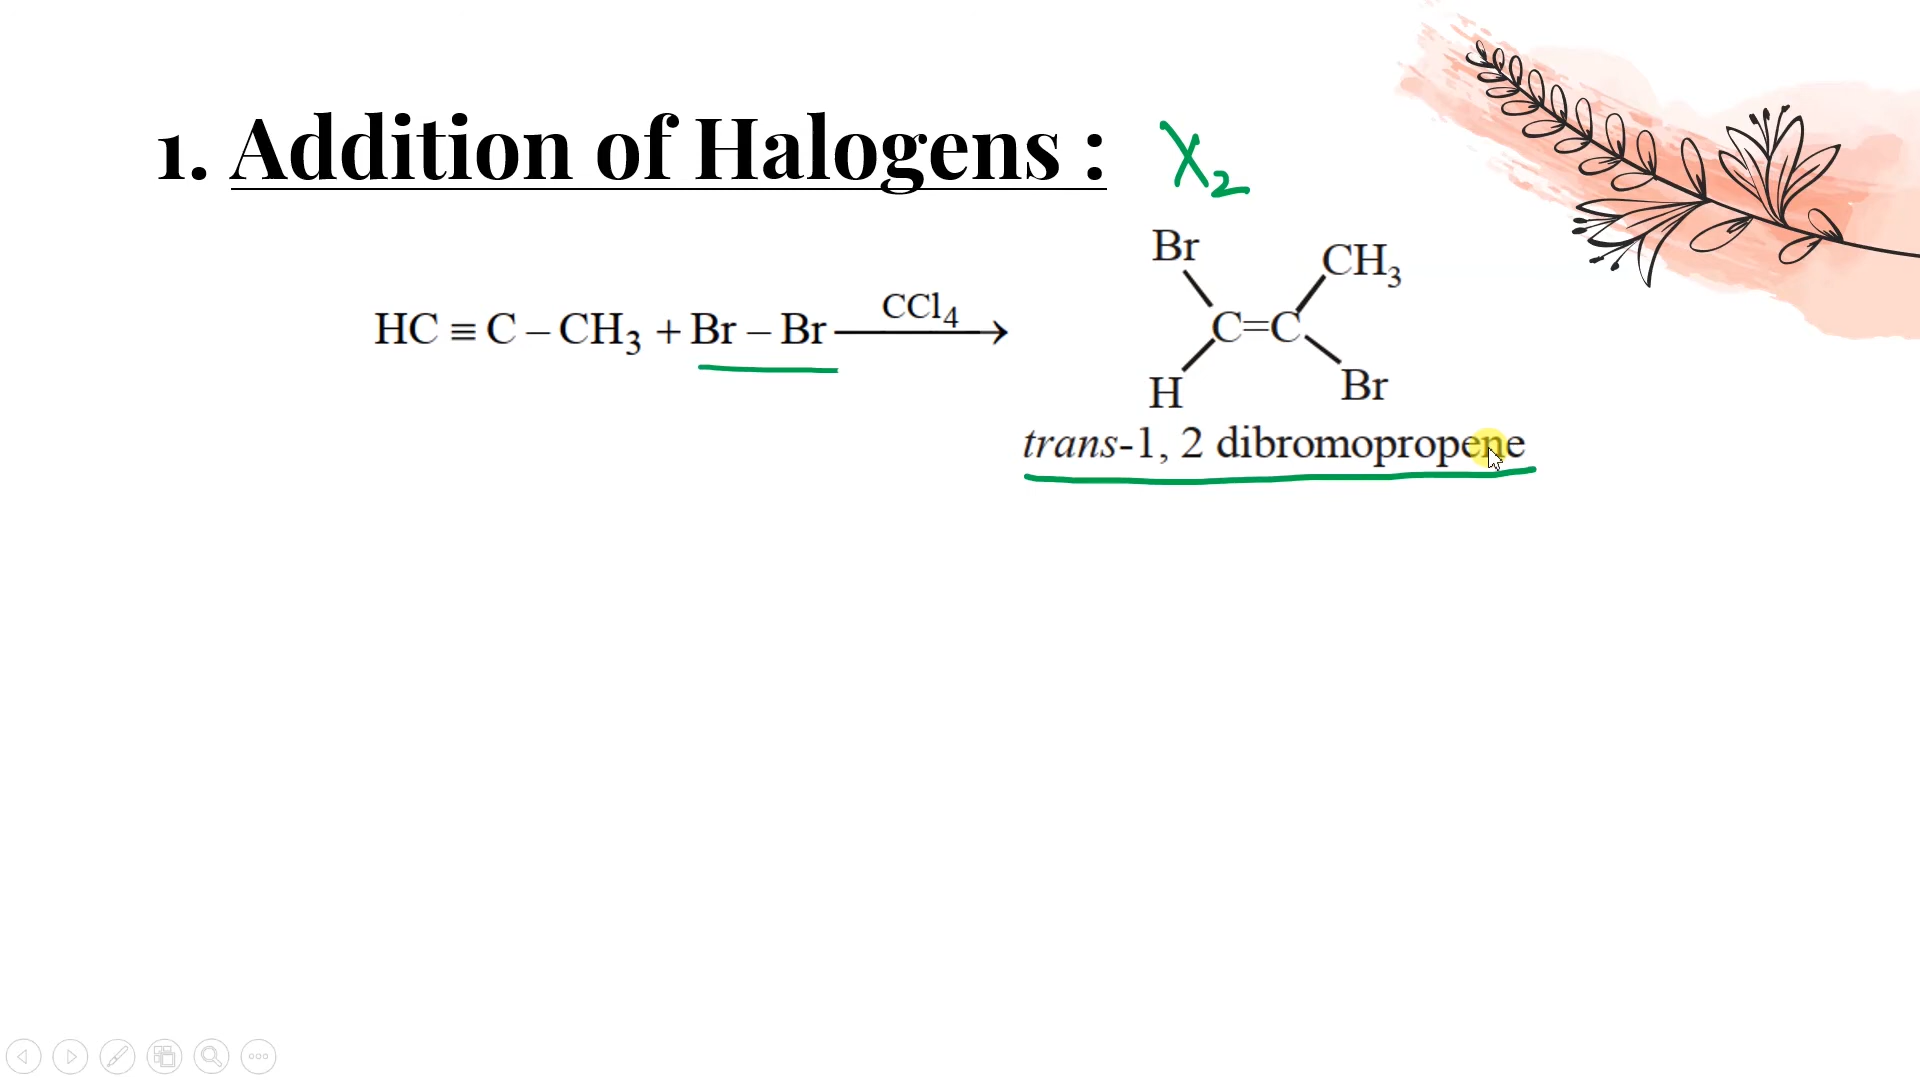 1. Addition of Halogens : X2
HC ≡ C – CH3 + Br – Br
CCl4
Br
CH3
C=C
H
Br
trans-1, 2 dibromopropene